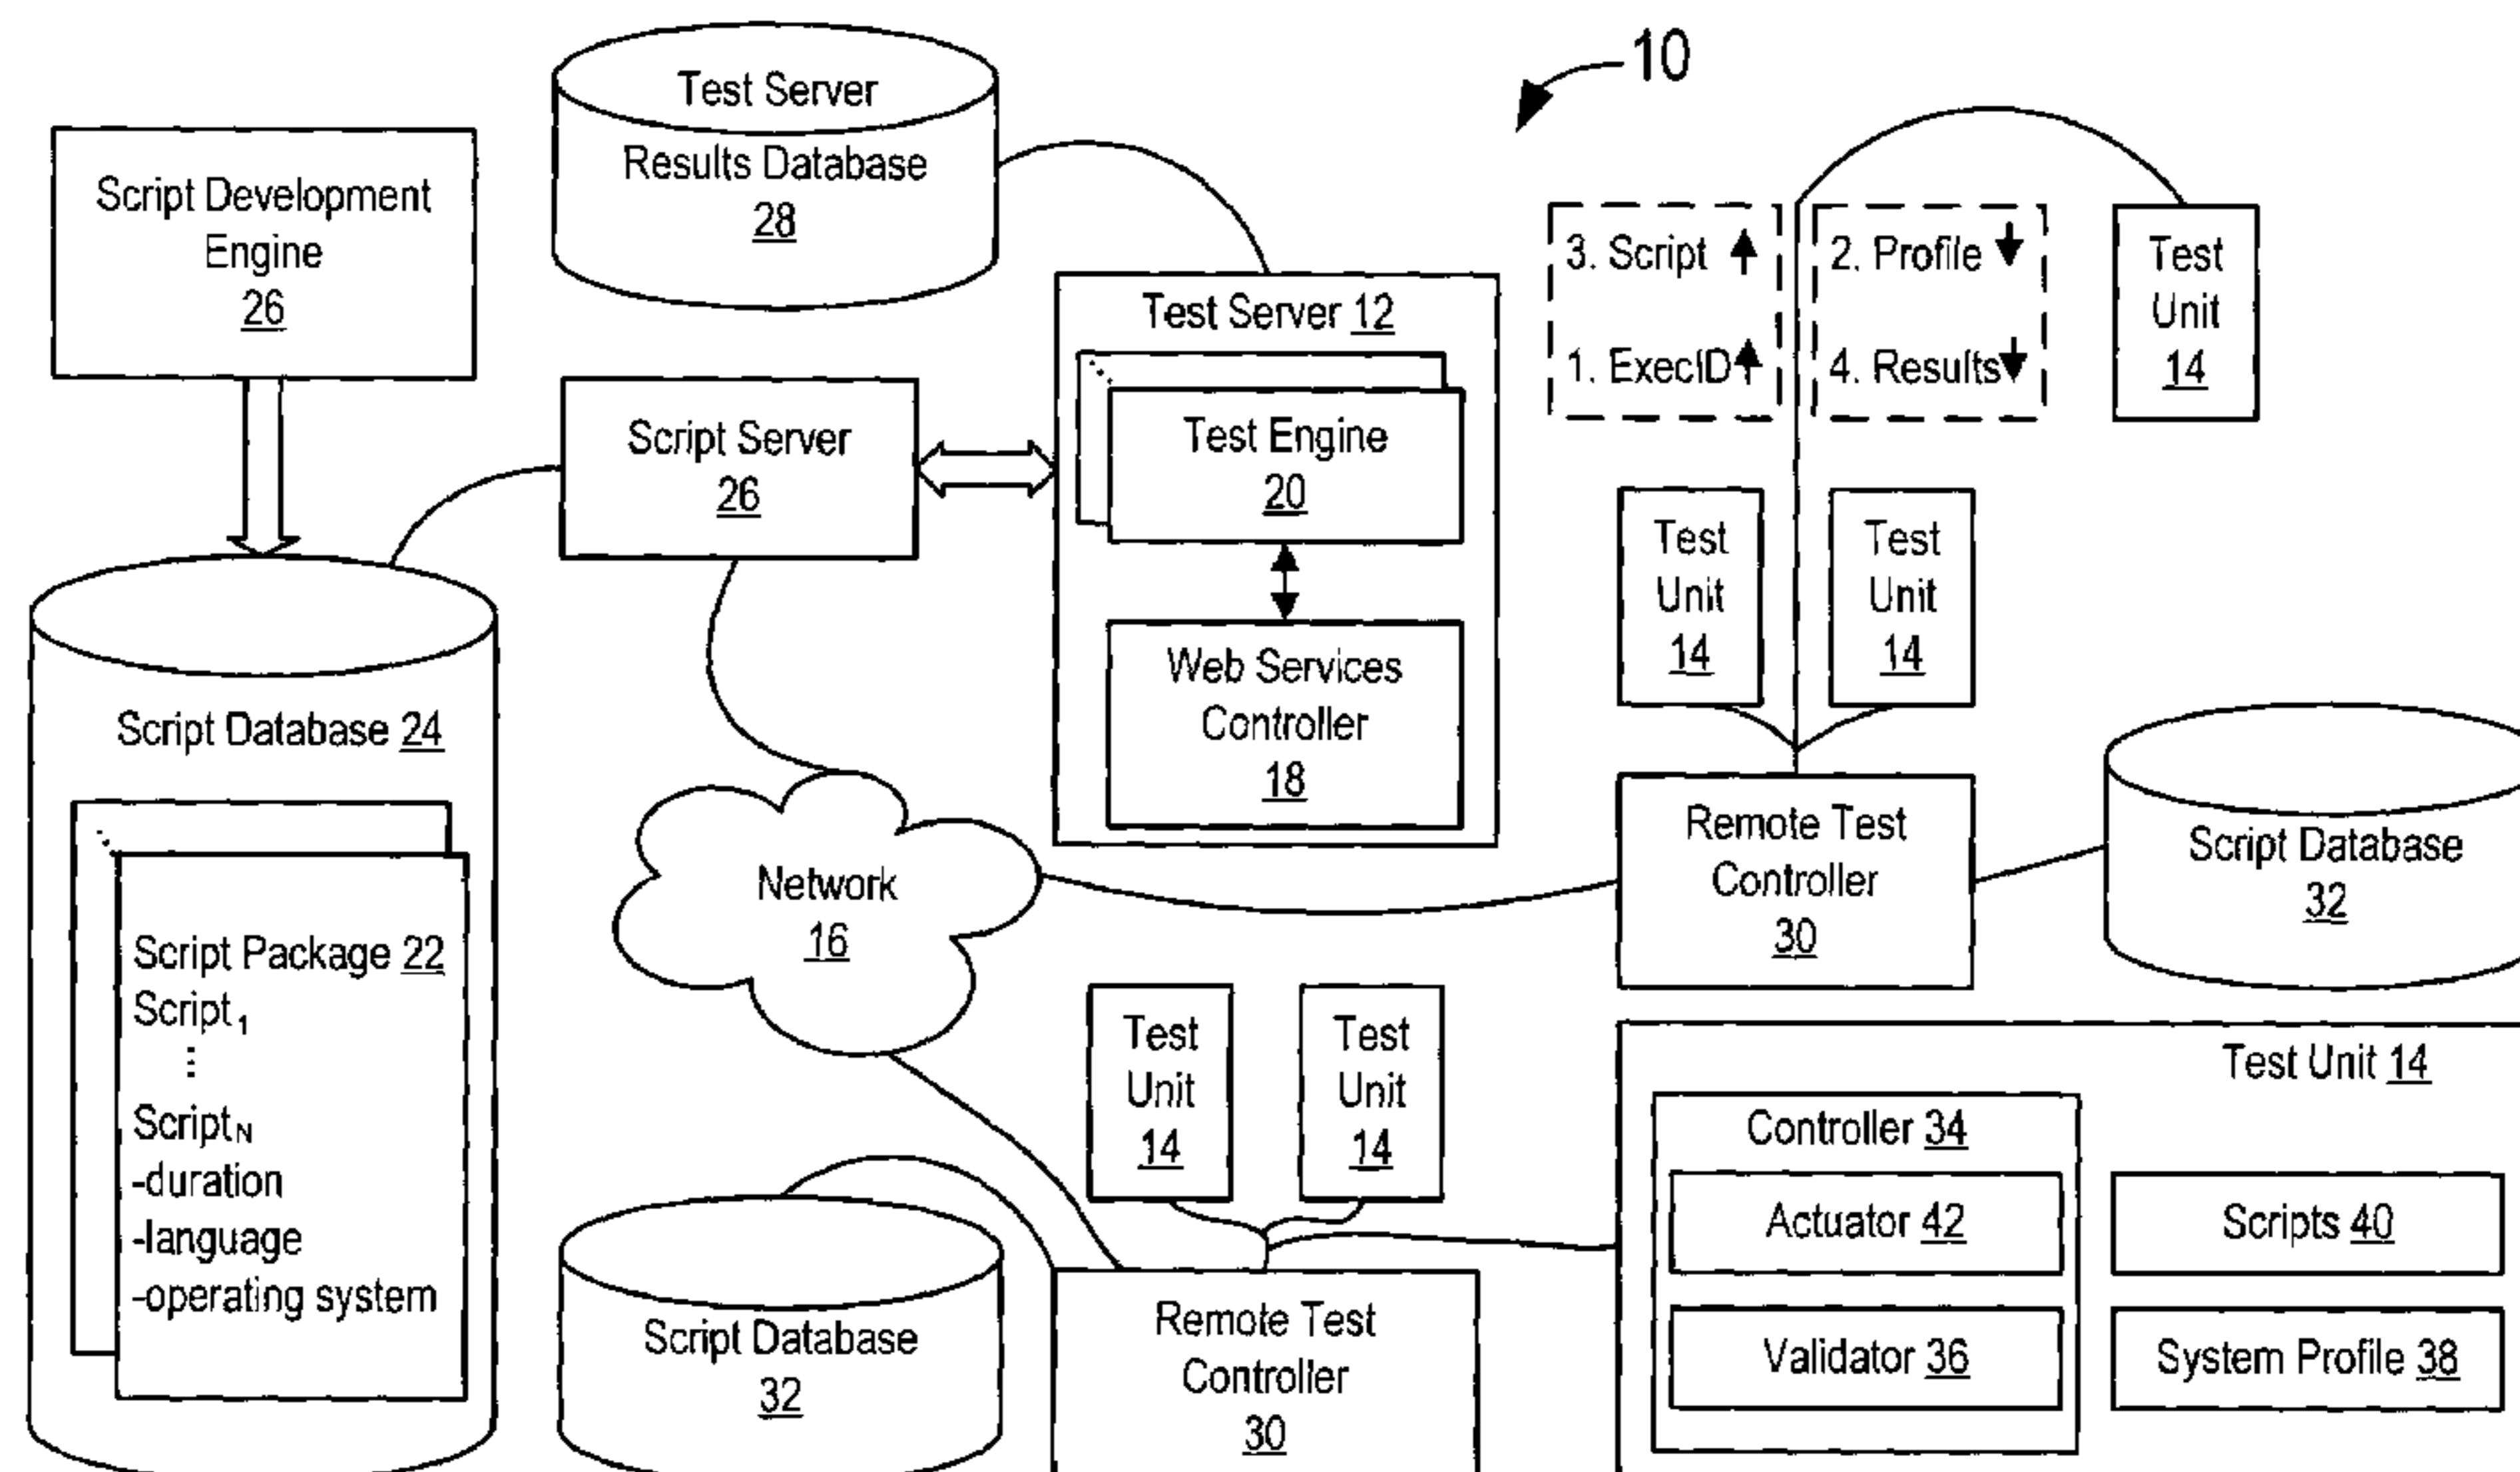 10
Test Server
Results Database
28
Script Development
Engine
26
3. Script
1. ExecID
2. Profile
4. Results
Test
Unit
14
Test Server 12
Test Engine
20
Web Services
Controller
18
Script Server
26
Test
Unit
14
Test
Unit
14
Script Database 24
Script Package 22
Script1
⋮
ScriptN
-duration
-language
-operating system
Network
16
Remote Test
Controller
30
Script Database
32
Test
Unit
14
Test
Unit
14
Script Database
32
Remote Test
Controller
30
Test Unit 14
Controller 34
Actuator 42
Validator 36
Scripts 40
System Profile 38